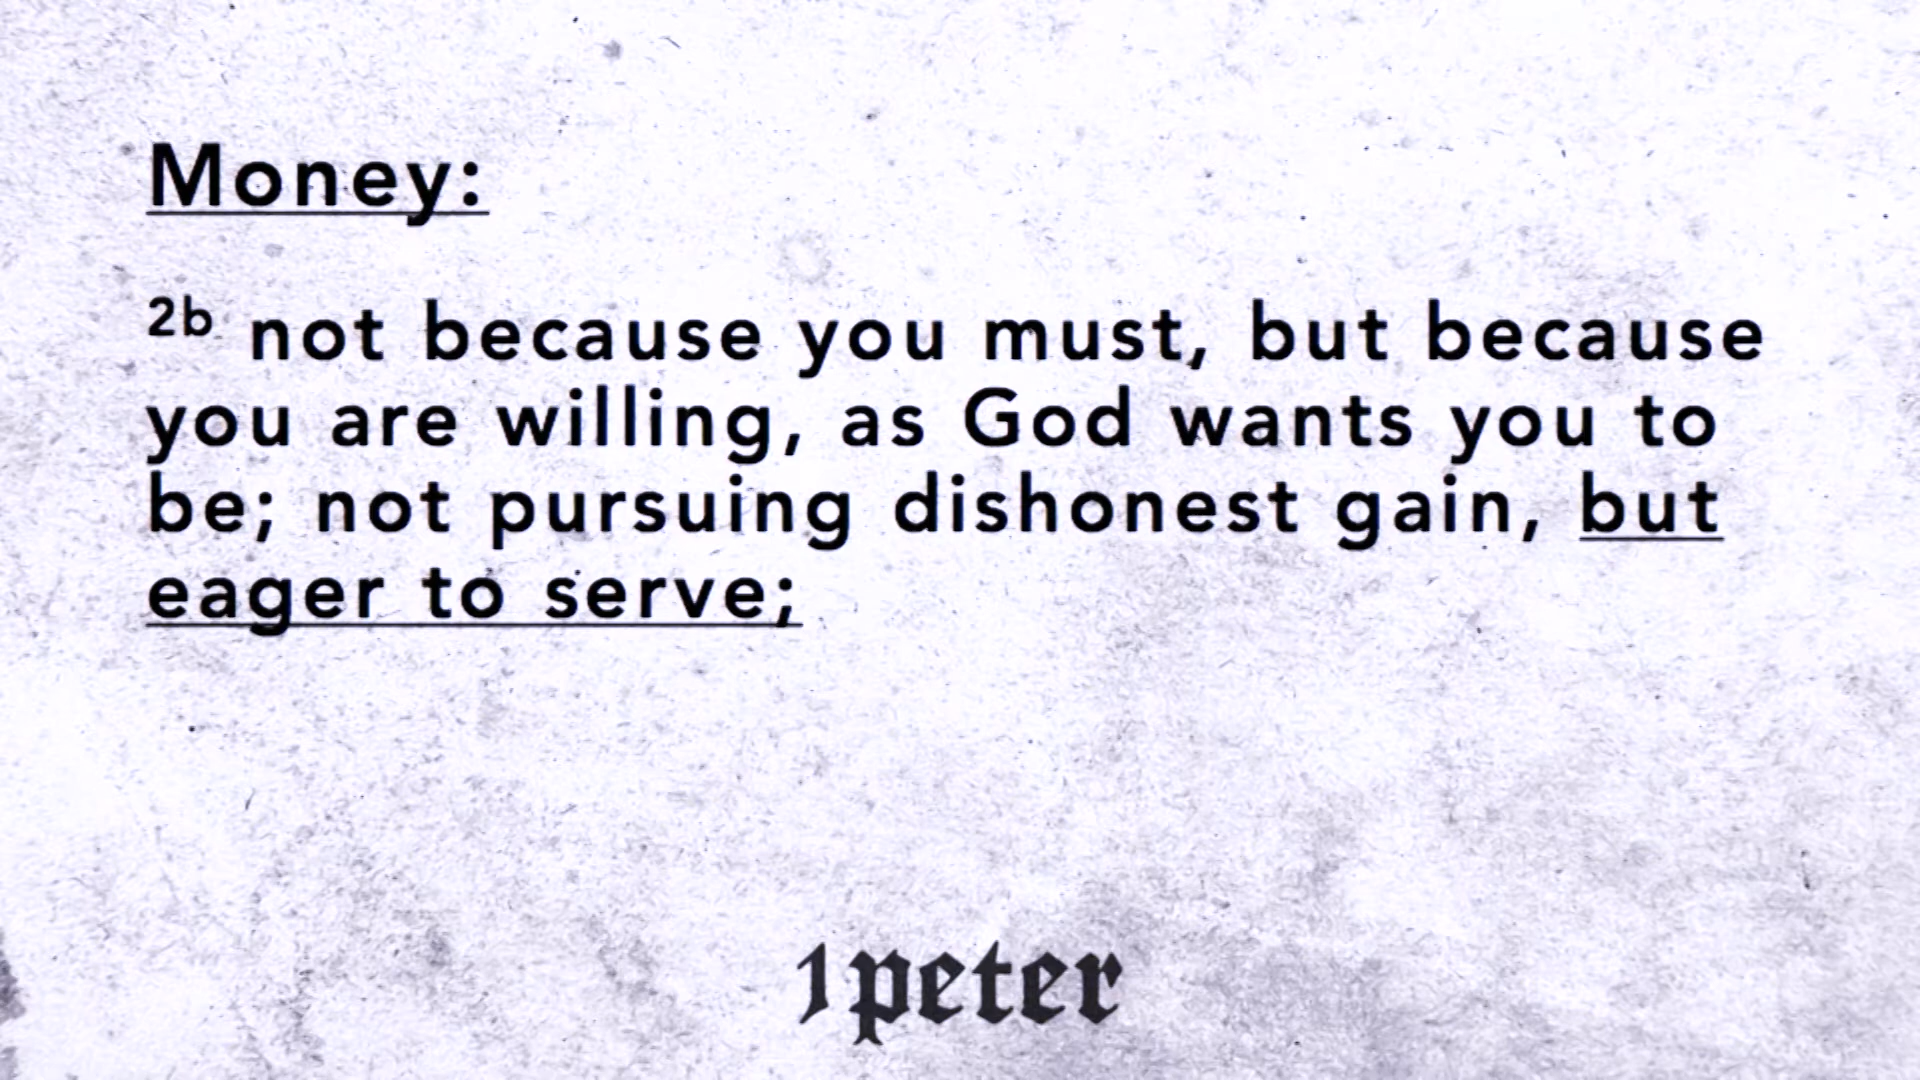 Money:
2b not because you must, but because
you are willing, as God wants you to
be; not pursuing dishonest gain, but
eager to serve;
1peter